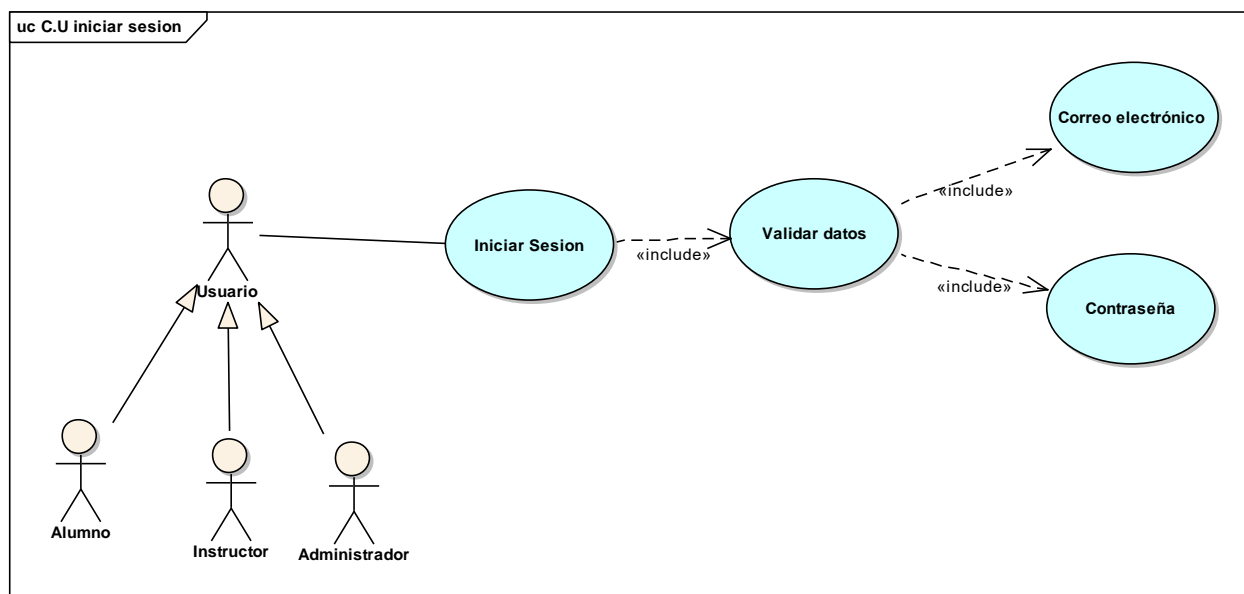 uc C.U iniciar sesion
Correo electrónico
«include»
Validar datos
Iniciar Sesion
«include»
«include»
Contraseña
Usuario
Alumno
Instructor
Administrador